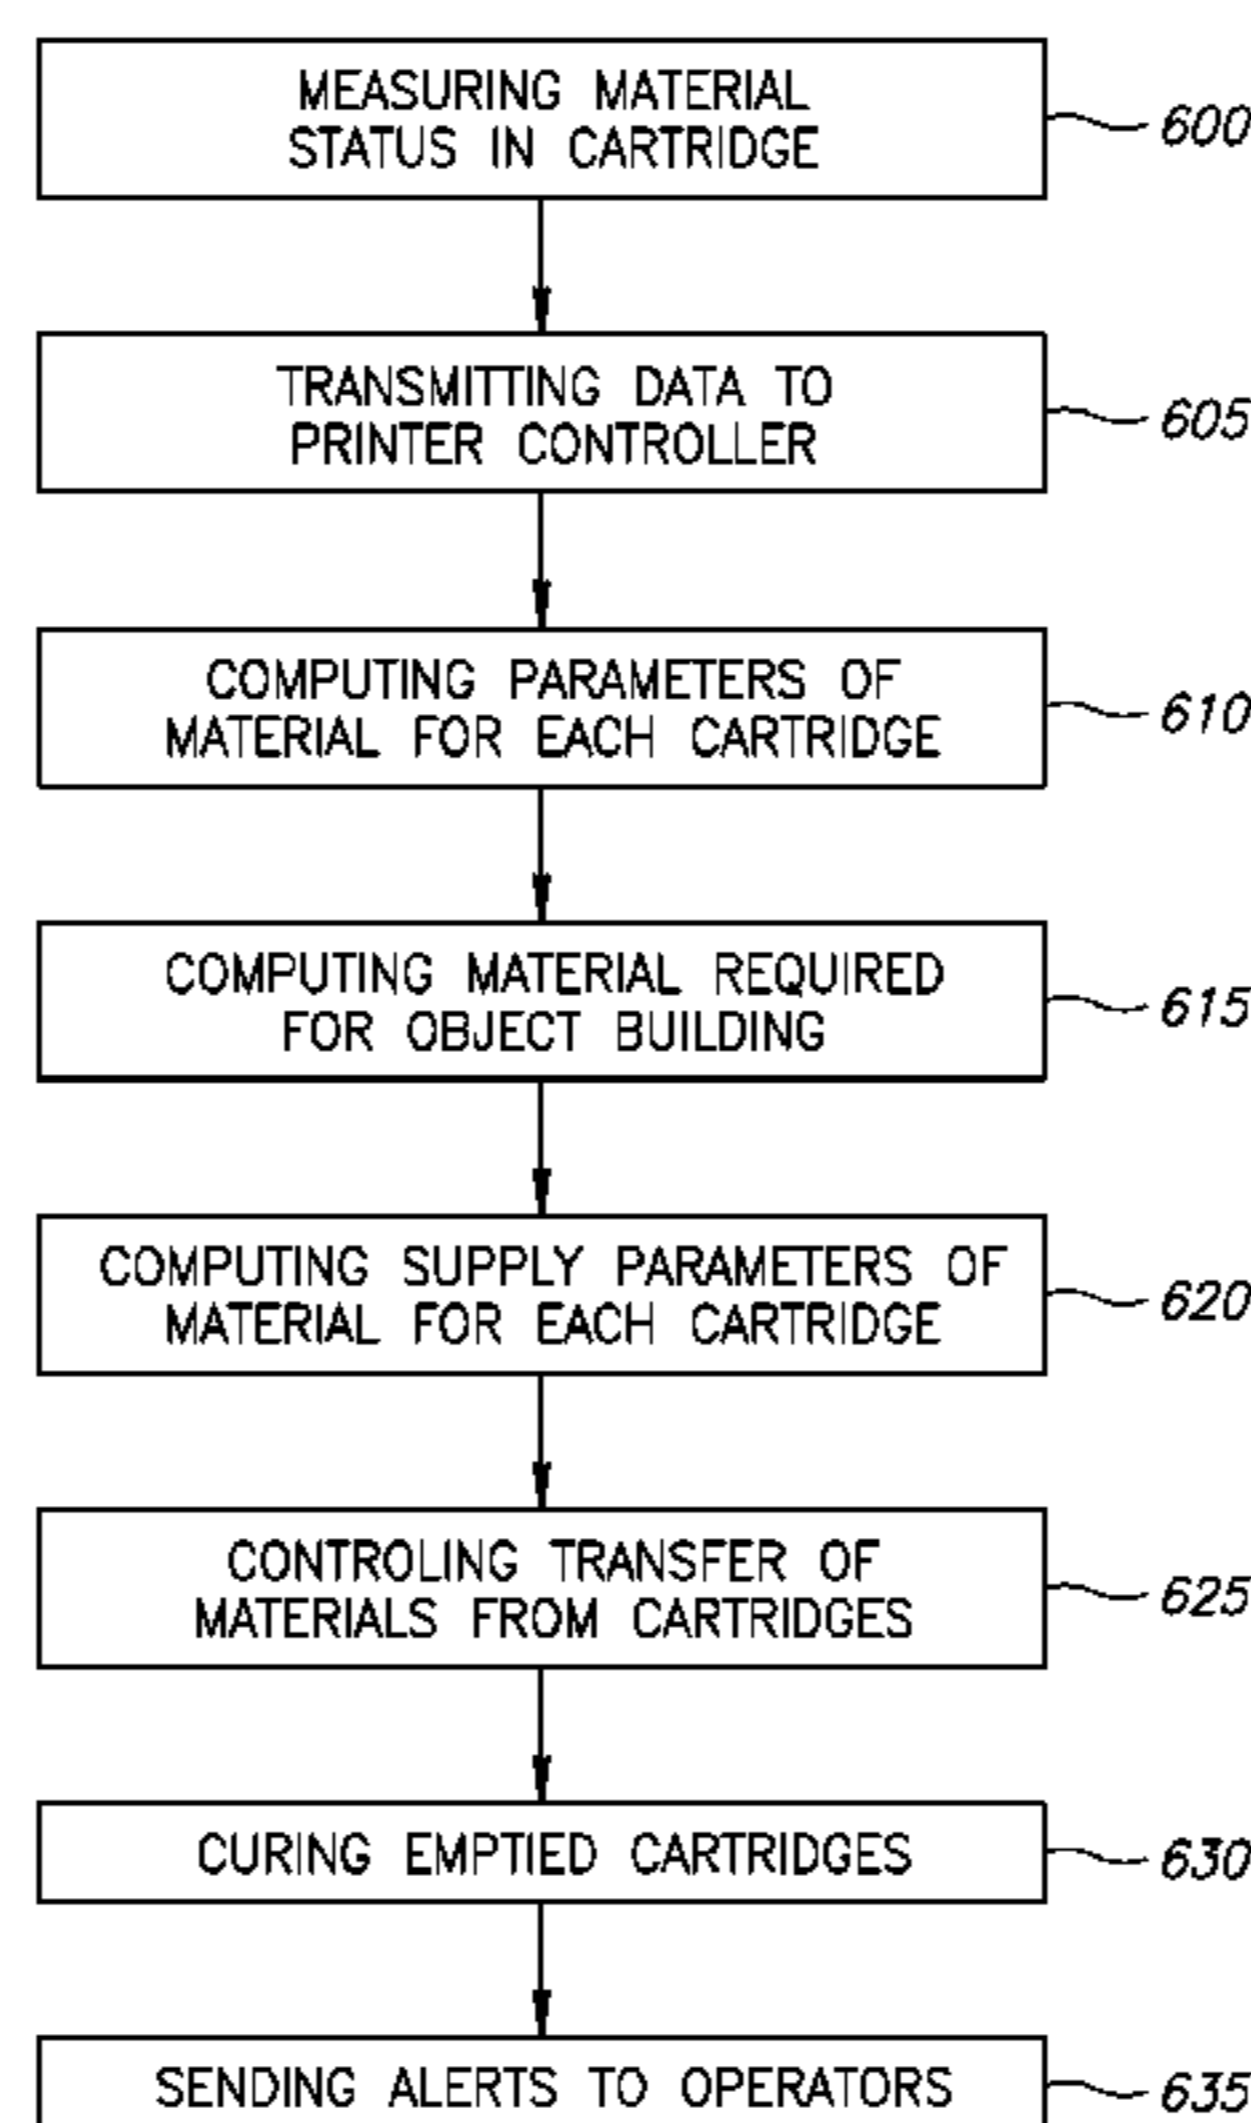 MEASURING MATERIAL
STATUS IN CARTRIDGE
600
TRANSMITTING DATA TO
PRINTER CONTROLLER
605
COMPUTING PARAMETERS OF
MATERIAL FOR EACH CARTRIDGE
610
COMPUTING MATERIAL REQUIRED
FOR OBJECT BUILDING
615
COMPUTING SUPPLY PARAMETERS OF
MATERIAL FOR EACH CARTRIDGE
620
CONTROLING TRANSFER OF
MATERIALS FROM CARTRIDGES
625
CURING EMPTIED CARTRIDGES
630
SENDING ALERTS TO OPERATORS
635